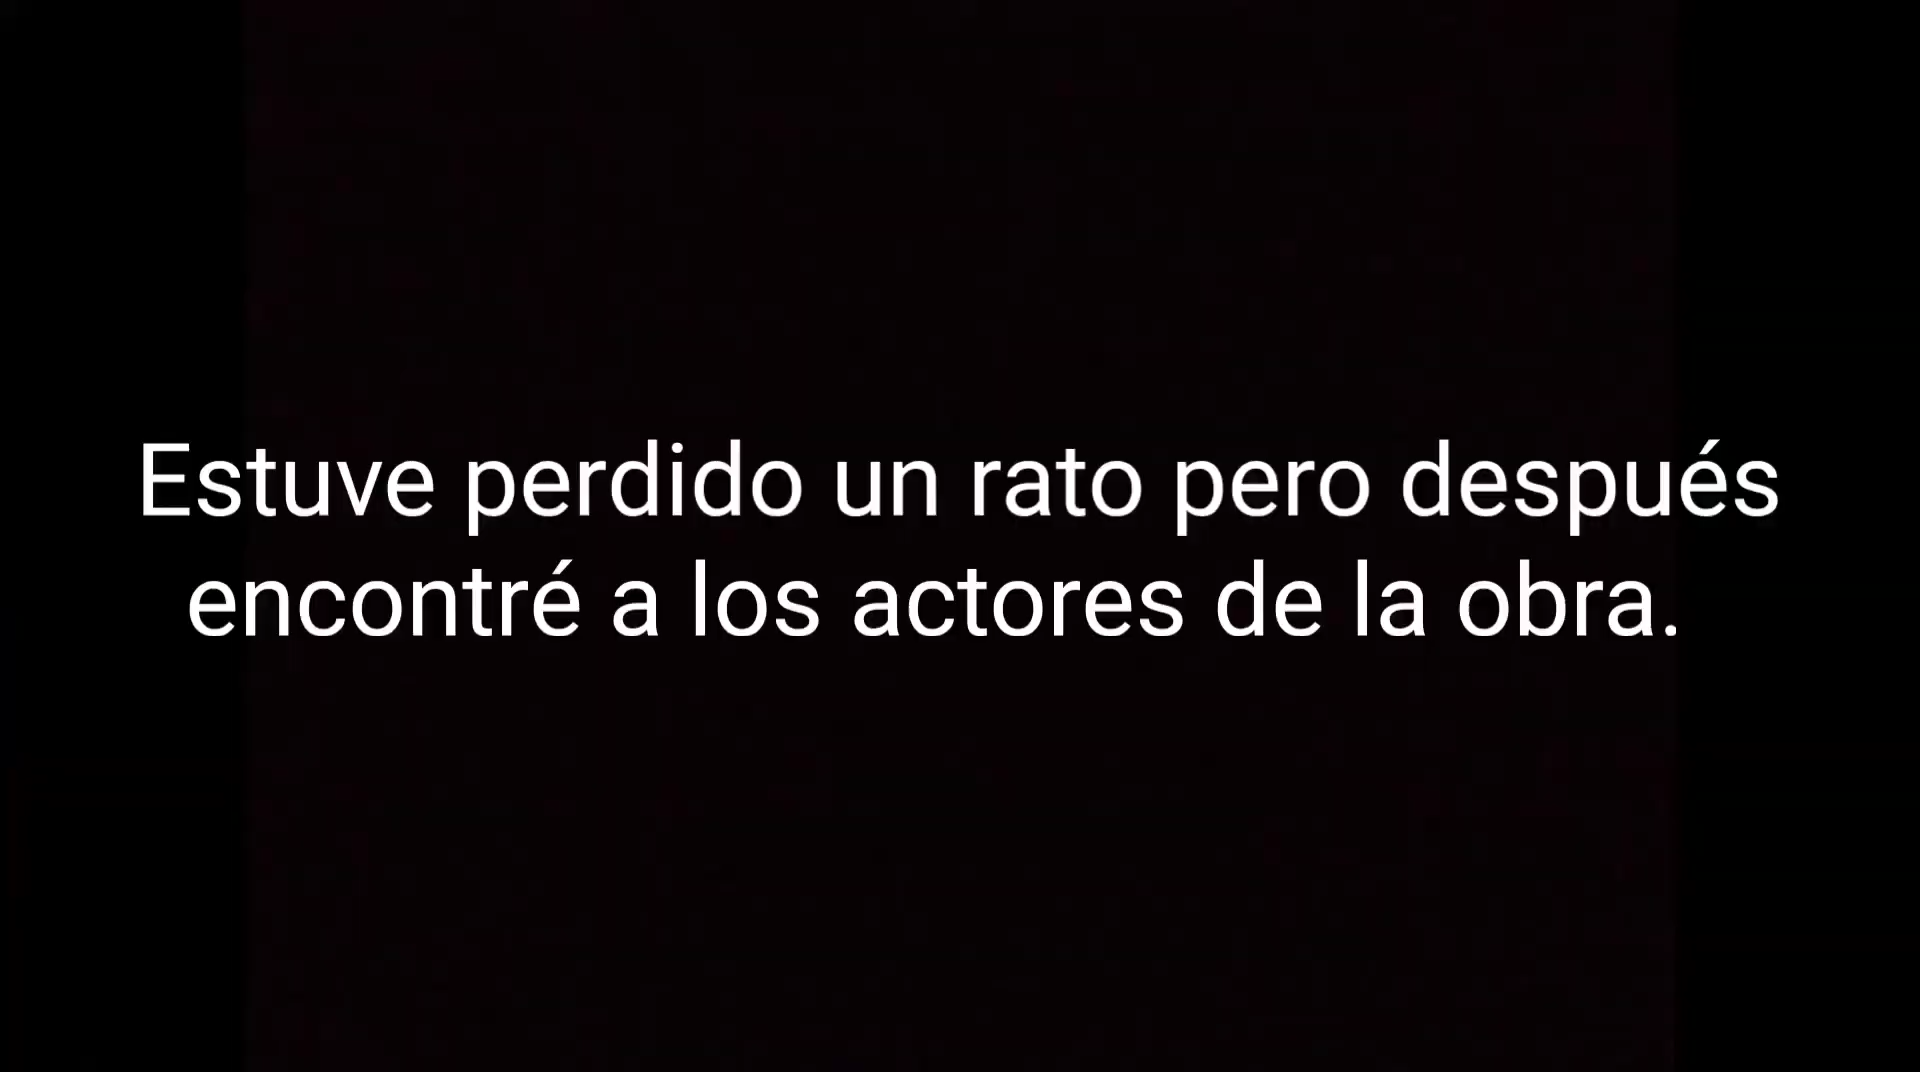 Estuve perdido un rato pero después
encontré a los actores de la obra.